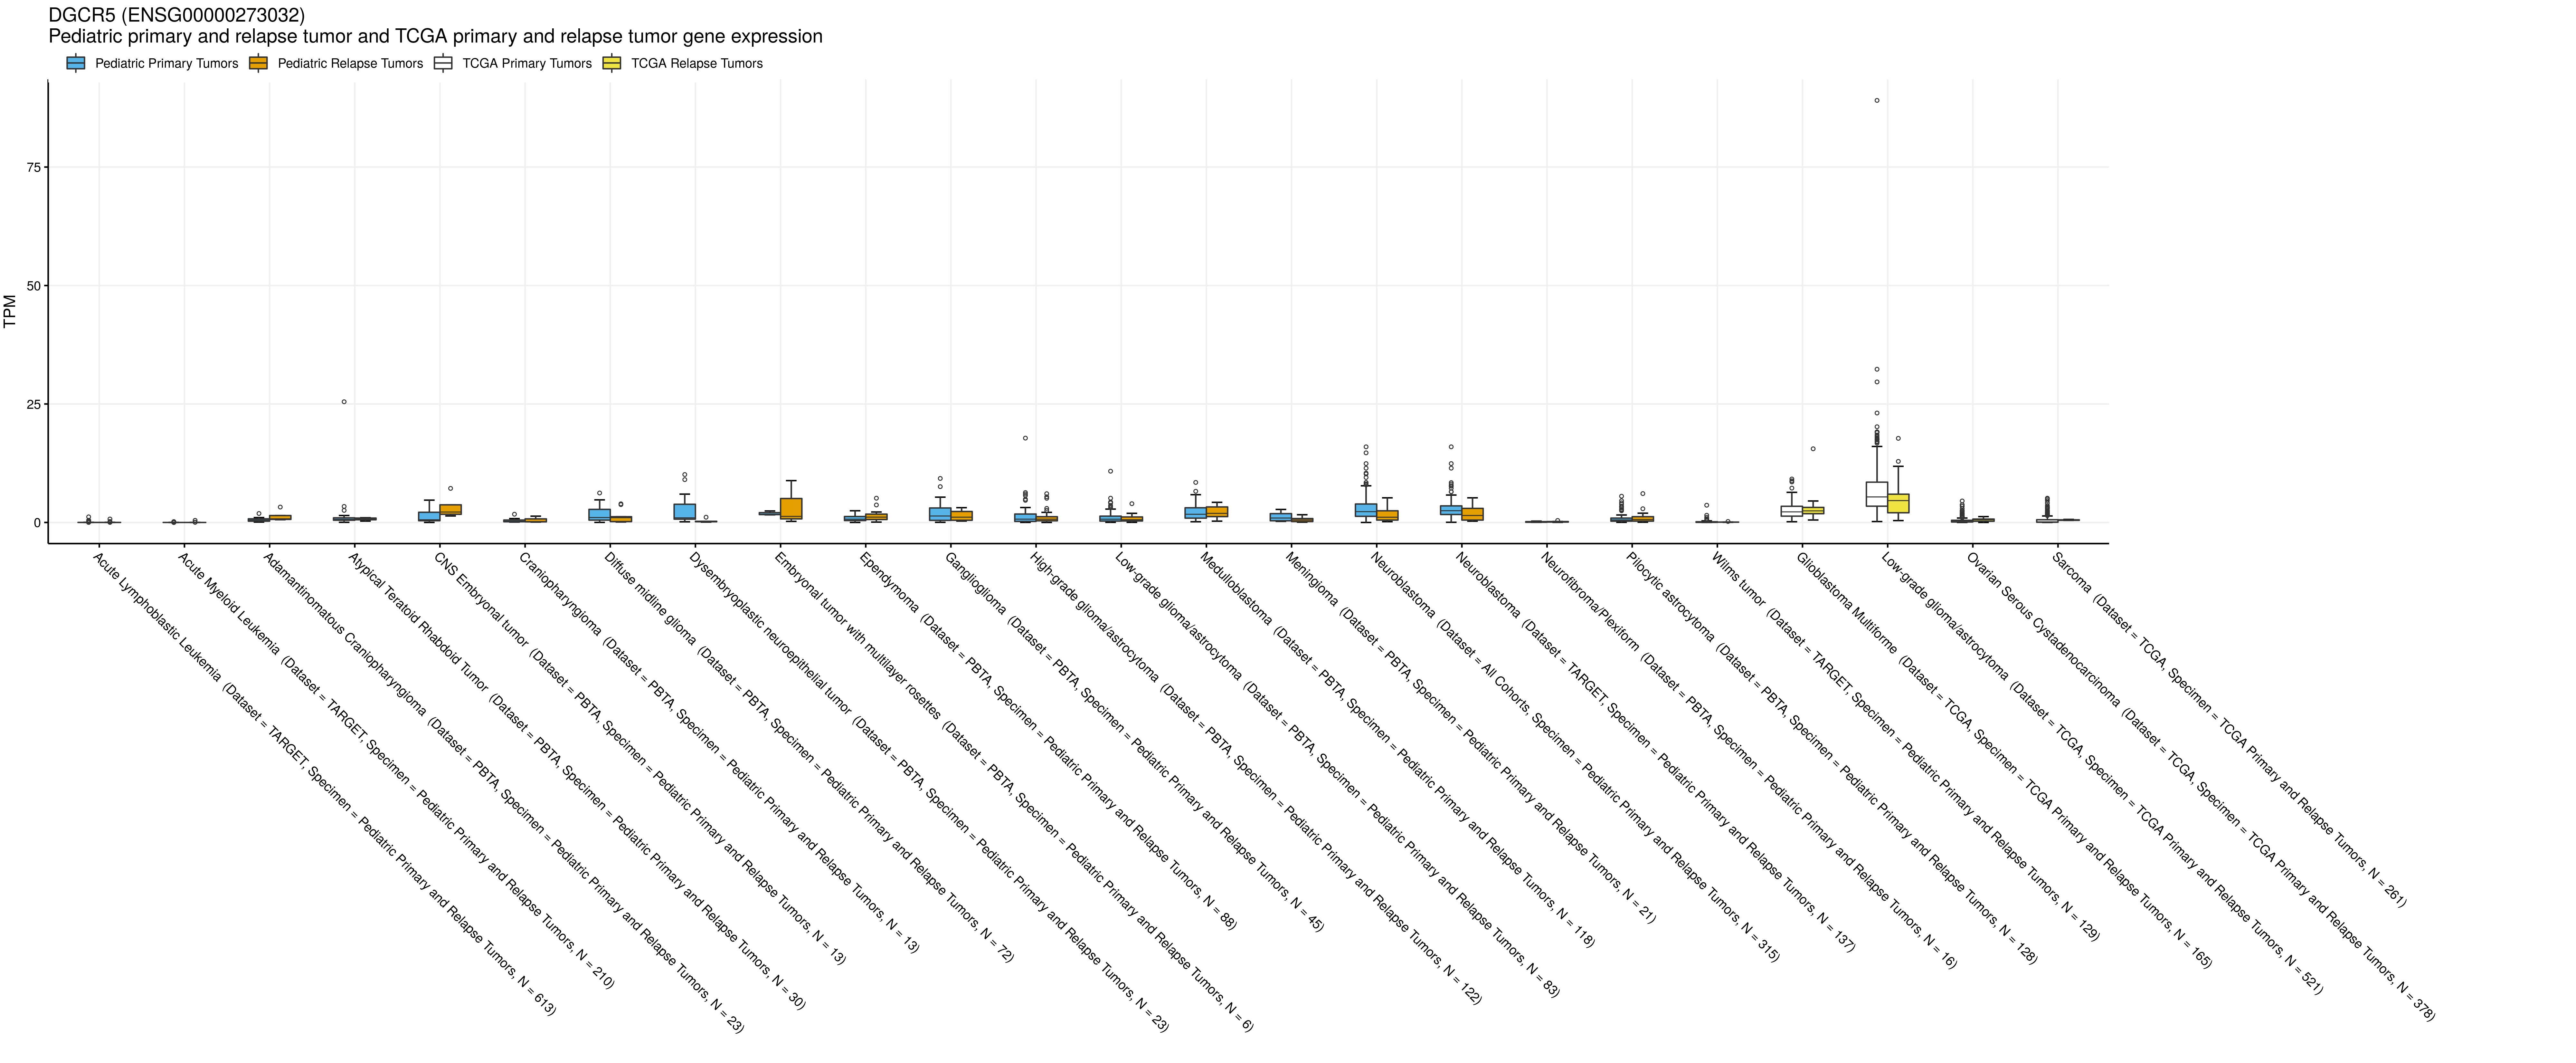 DGCR5 (ENSG00000273032)
Pediatric primary and relapse tumor and TCGA primary and relapse tumor gene expression
Pediatric Primary Tumors
Pediatric Relapse Tumors
TCGA Primary Tumors
TCGA Relapse Tumors
TPM
75
50
25
0
Acute Lymphoblastic Leukemia (Dataset = TARGET, Specimen = Pediatric Primary and Relapse Tumors, N = 613)
Acute Myeloid Leukemia (Dataset = TARGET, Specimen = Pediatric Primary and Relapse Tumors, N = 210)
Adamantinomatous Craniopharyngioma (Dataset = PBTA, Specimen = Pediatric Primary and Relapse Tumors, N = 23)
Atypical Teratoid Rhabdoid Tumor (Dataset = PBTA, Specimen = Pediatric Primary and Relapse Tumors, N = 30)
CNS Embryonal tumor (Dataset = PBTA, Specimen = Pediatric Primary and Relapse Tumors, N = 13)
Craniopharyngioma (Dataset = PBTA, Specimen = Pediatric Primary and Relapse Tumors, N = 13)
Diffuse midline glioma (Dataset = PBTA, Specimen = Pediatric Primary and Relapse Tumors, N = 72)
Dysembryoplastic neuroepithelial tumor (Dataset = PBTA, Specimen = Pediatric Primary and Relapse Tumors, N = 23)
Embryonal tumor with multilayer rosettes (Dataset = PBTA, Specimen = Pediatric Primary and Relapse Tumors, N = 6)
Ependymoma (Dataset = PBTA, Specimen = Pediatric Primary and Relapse Tumors, N = 88)
Ganglioglioma (Dataset = PBTA, Specimen = Pediatric Primary and Relapse Tumors, N = 45)
High-grade glioma/astrocytoma (Dataset = PBTA, Specimen = Pediatric Primary and Relapse Tumors, N = 122)
Low-grade glioma/astrocytoma (Dataset = PBTA, Specimen = Pediatric Primary and Relapse Tumors, N = 83)
Medulloblastoma (Dataset = PBTA, Specimen = Pediatric Primary and Relapse Tumors, N = 118)
Meningioma (Dataset = PBTA, Specimen = Pediatric Primary and Relapse Tumors, N = 21)
Neuroblastoma (Dataset = All Cohorts, Specimen = Pediatric Primary and Relapse Tumors, N = 315)
Neuroblastoma (Dataset = TARGET, Specimen = Pediatric Primary and Relapse Tumors, N = 137)
Neurofibroma/Plexiform (Dataset = PBTA, Specimen = Pediatric Primary and Relapse Tumors, N = 16)
Pilocytic astrocytoma (Dataset = PBTA, Specimen = Pediatric Primary and Relapse Tumors, N = 128)
Wilms tumor (Dataset = TARGET, Specimen = Pediatric Primary and Relapse Tumors, N = 129)
Glioblastoma Multiforme (Dataset = TCGA, Specimen = TCGA Primary and Relapse Tumors, N = 165)
Low-grade glioma/astrocytoma (Dataset = TCGA, Specimen = TCGA Primary and Relapse Tumors, N = 521)
Ovarian Serous Cystadenocarcinoma (Dataset = TCGA, Specimen = TCGA Primary and Relapse Tumors, N = 378)
Sarcoma (Dataset = TCGA, Specimen = TCGA Primary and Relapse Tumors, N = 261)